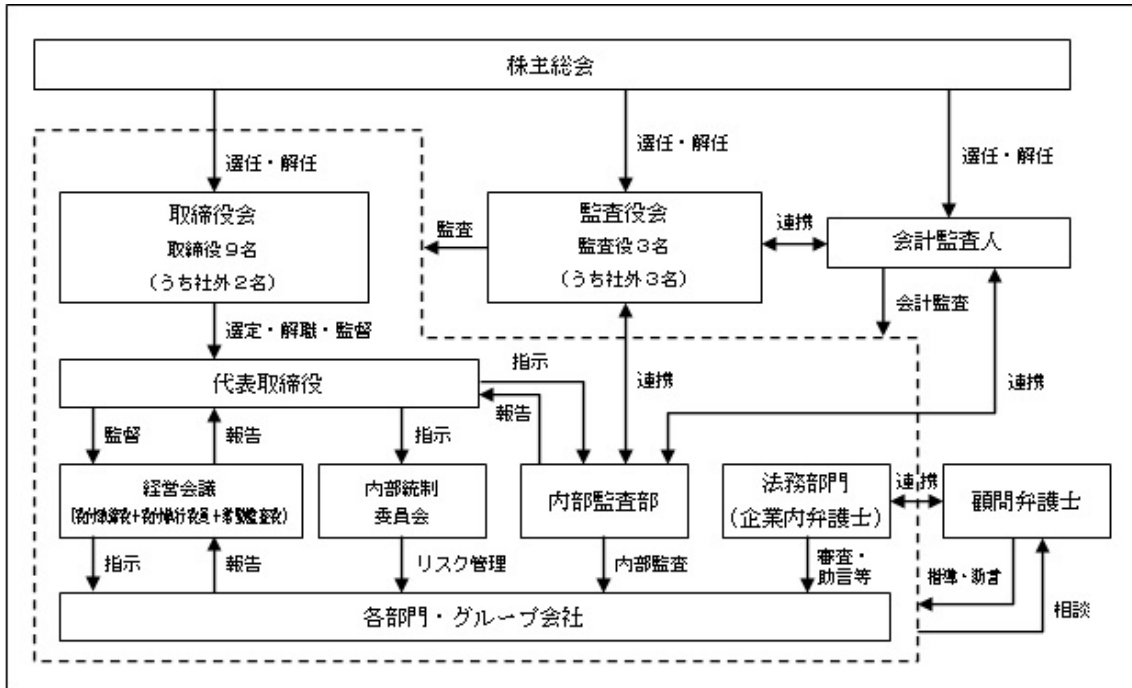 株主総会
選任・解任
選任・解任
選任・解任
取締役会
取締役９名
（うち社外２名）
監査
監査役会
監査役３名
（うち社外３名）
連携
会計監査人
選定・解職・監督
会計監査
代表取締役
指示
報告
連携
連携
監督
報告
指示
経営会議
内部統制
委員会
内部監査部
法務部門
（企業内弁護士）
連携
顧問弁護士
指示
報告
リスク管理
内部監査
審査・
助言等
指導・助言
相談
各部門・グループ会社